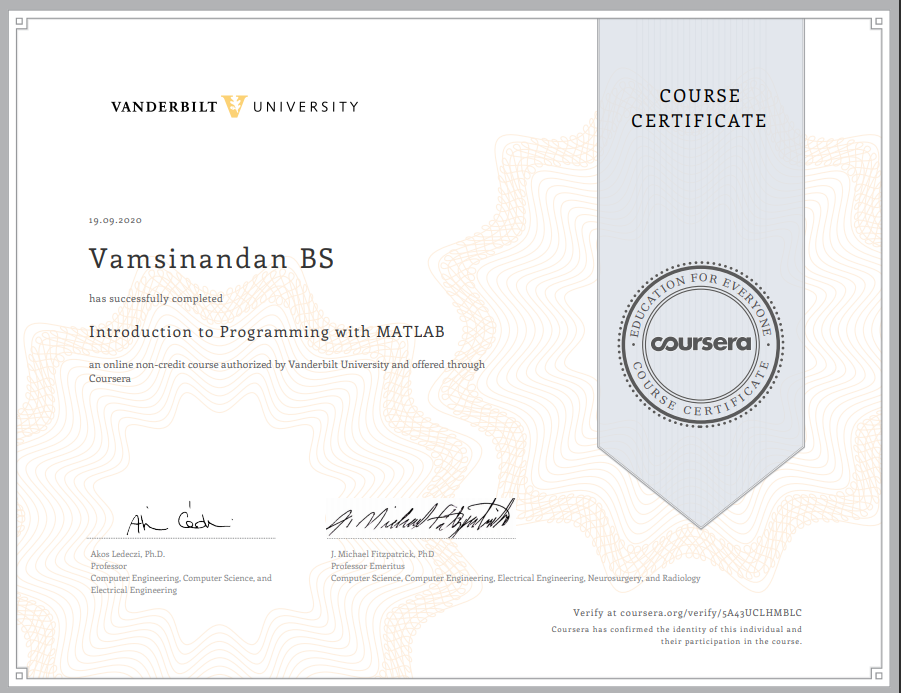 VANDERBILT UNIVERSITY
COURSE
CERTIFICATE
19.09.2020
Vamsinandan BS
has successfully completed
Introduction to Programming with MATLAB
an online non-credit course authorized by Vanderbilt University and offered through
Coursera
EDUCATION FOR EVERYONE
coursera
COURSE CERTIFICATE
Akos Ledeczi, Ph.D.
Professor
Computer Engineering, Computer Science, and
Electrical Engineering
J. Michael Fitzpatrick, PhD
Professor Emeritus
Computer Science, Computer Engineering, Electrical Engineering, Neurosurgery, and Radiology
Verify at coursera.org/verify/5A43UCLHMBLC
Coursera has confirmed the identity of this individual and
their participation in the course.